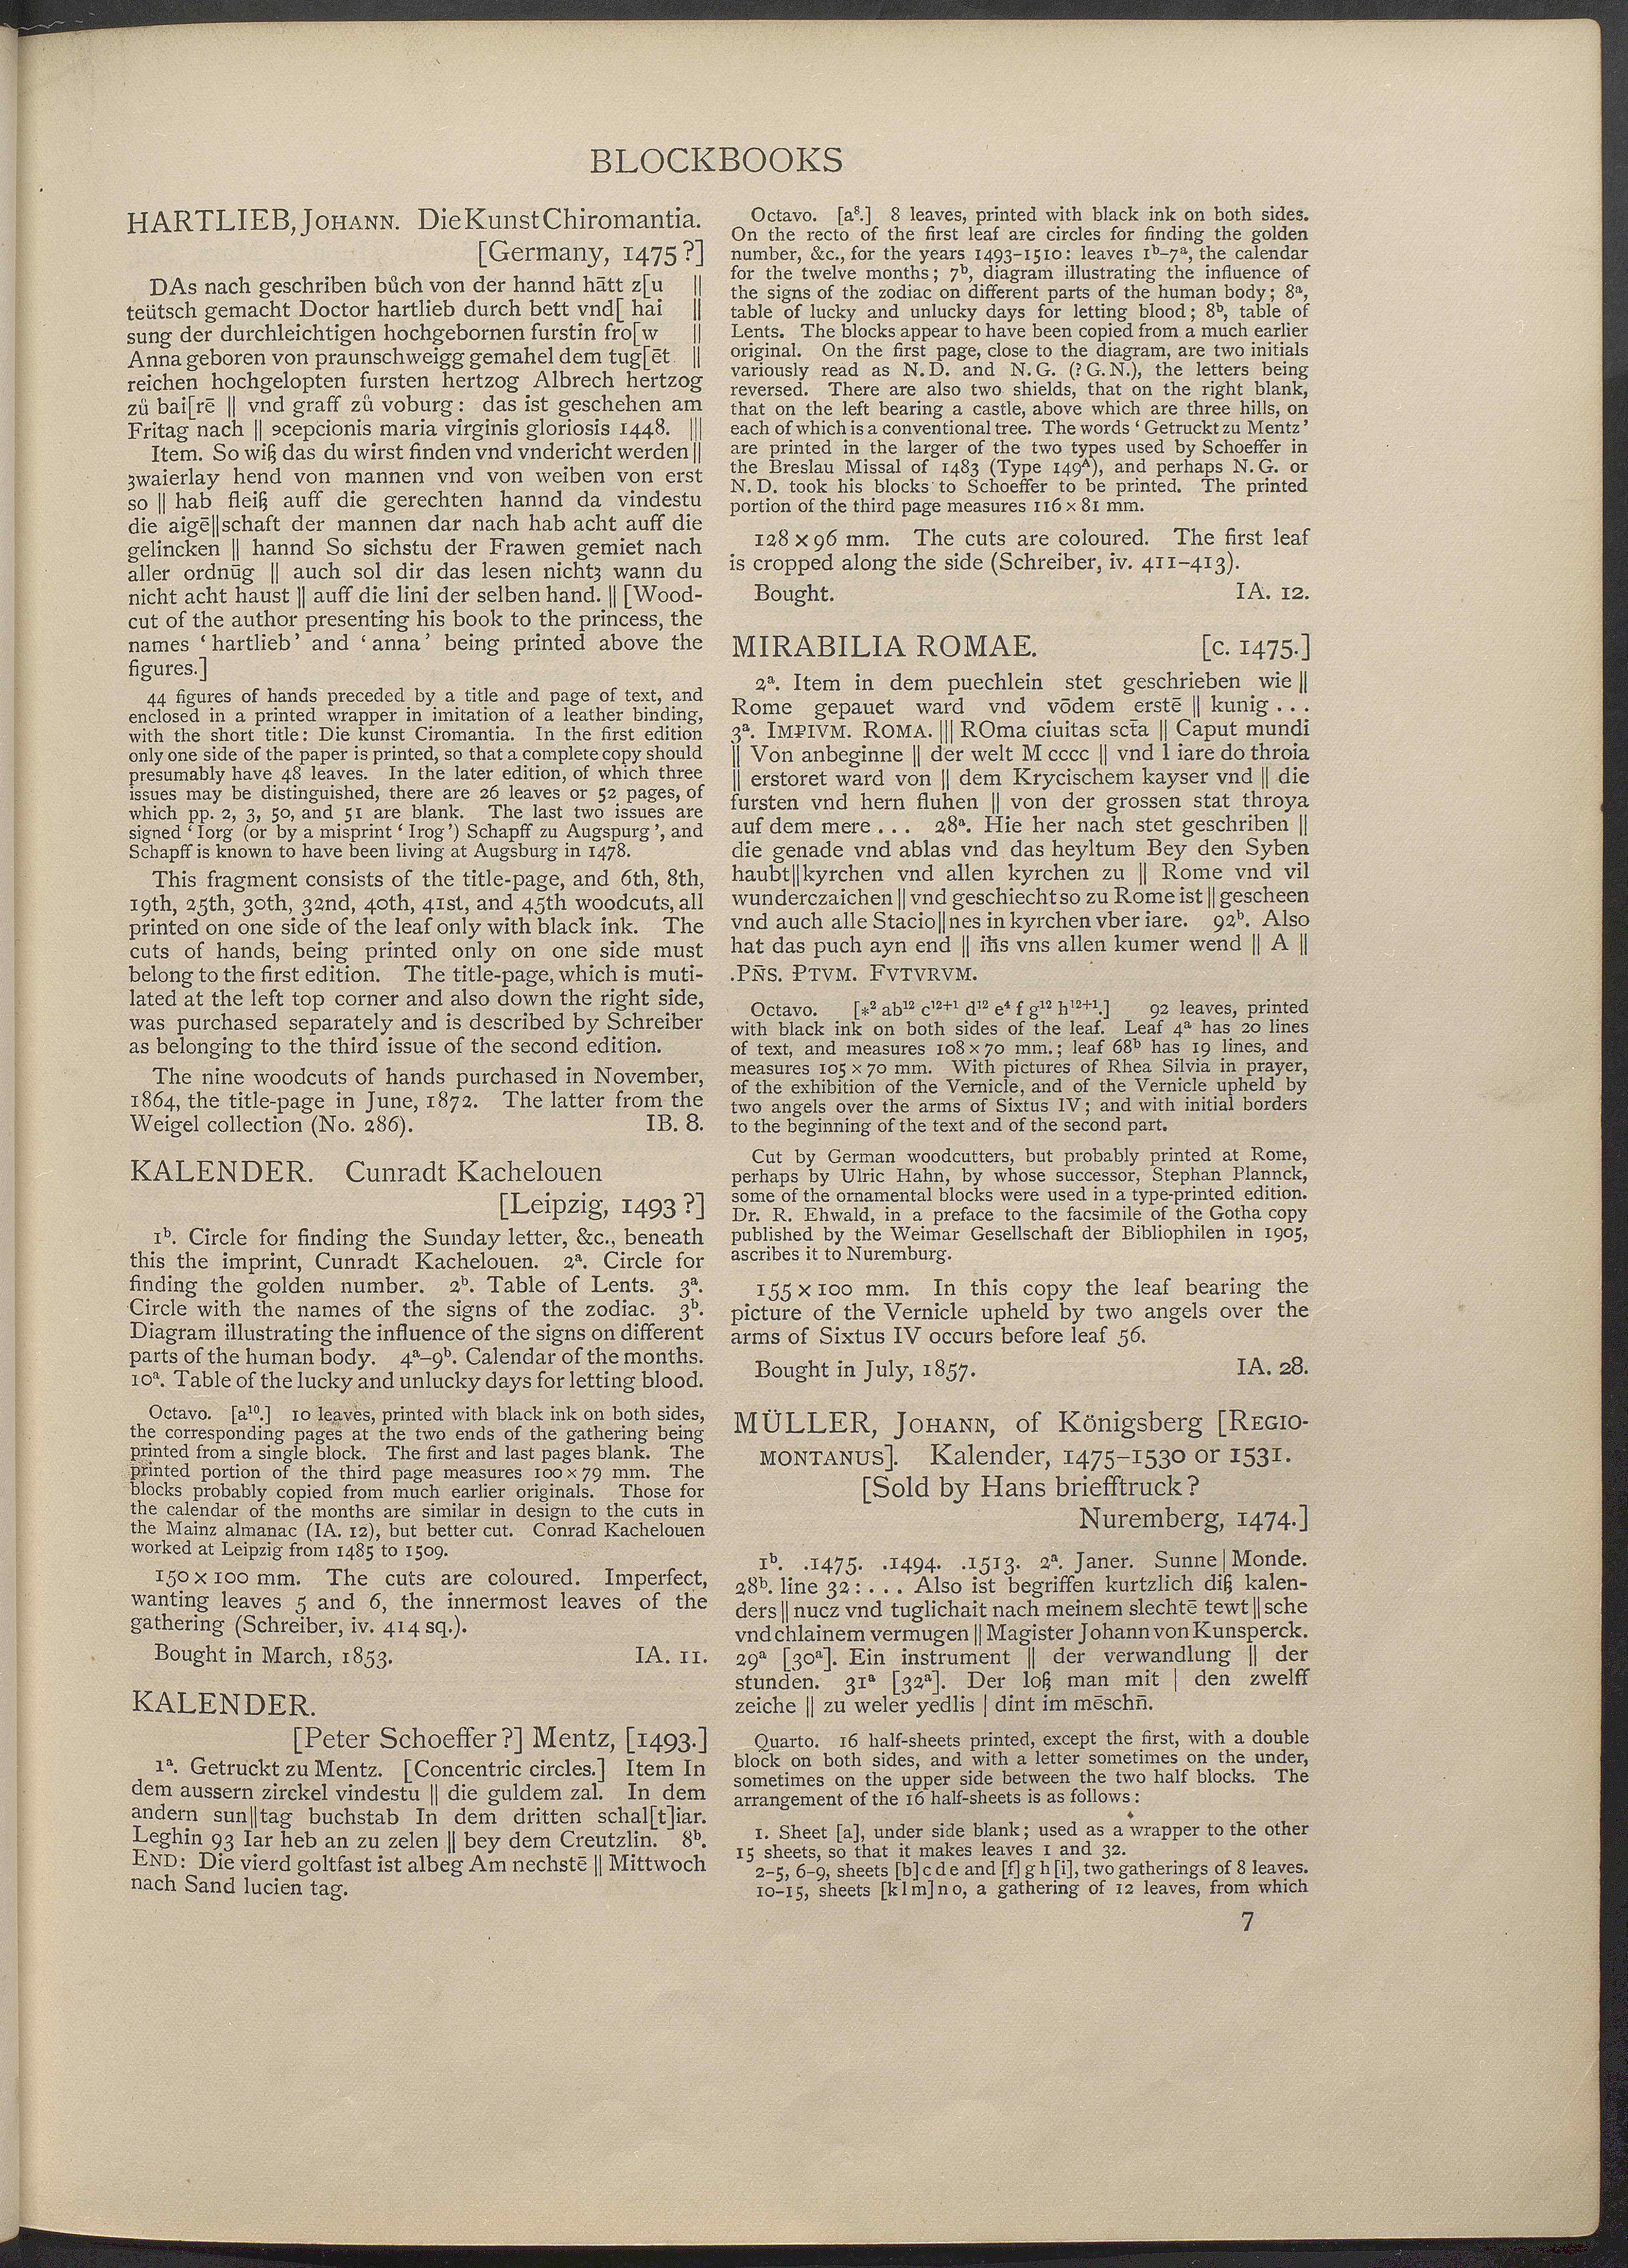 BLOCKBOOKS
HARTLIEB, JOHANN. Die Kunst Chiromantia.
[Germany, 1475 ?]
DAs nach geschriben bůch von der hannd hātt z[u ||
teütsch gemacht Doctor hartlieb durch bett vnd[ hai ||
sung der durchleichtigen hochgebornen furstin fro[w ||
Anna geboren von praunschweigg gemahel dem tug[ēt ||
reichen hochgelopten fursten hertzog Albrech hertzog
zů bai[rē || vnd graff zů voburg : das ist geschehen am
Fritag nach || ɔcepcionis maria virginis gloriosis 1448. |||
Item. So wiß das du wirst finden vnd vndericht werden ||
ʒwaierlay hend von mannen vnd von weiben von erst
so || hab fleiß auff die gerechten hannd da vindestu
die aigē||schaft der mannen dar nach hab acht auff die
gelincken || hannd So sichstu der Frawen gemiet nach
aller ordnūg || auch sol dir das lesen nichtʒ wann du
nicht acht haust || auff die lini der selben hand. || [Wood-
cut of the author presenting his book to the princess, the
names ‘hartlieb’ and ‘anna’ being printed above the
figures.]
44 figures of hands preceded by a title and page of text, and
enclosed in a printed wrapper in imitation of a leather binding,
with the short title: Die kunst Ciromantia. In the first edition
only one side of the paper is printed, so that a complete copy should
presumably have 48 leaves. In the later edition, of which three
issues may be distinguished, there are 26 leaves or 52 pages, of
which pp. 2, 3, 50, and 51 are blank. The last two issues are
signed ‘Iorg (or by a misprint ‘Irog’) Schapff zu Augspurg’, and
Schapff is known to have been living at Augsburg in 1478.
This fragment consists of the title-page, and 6th, 8th,
19th, 25th, 30th, 32nd, 40th, 41st, and 45th woodcuts, all
printed on one side of the leaf only with black ink. The
cuts of hands, being printed only on one side must
belong to the first edition. The title-page, which is muti-
lated at the left top corner and also down the right side,
was purchased separately and is described by Schreiber
as belonging to the third issue of the second edition.
The nine woodcuts of hands purchased in November,
1864, the title-page in June, 1872. The latter from the
Weigel collection (No. 286). IB. 8.
KALENDER. Cunradt Kachelouen
[Leipzig, 1493 ?]
1ᵇ. Circle for finding the Sunday letter, &c., beneath
this the imprint, Cunradt Kachelouen. 2ᵃ. Circle for
finding the golden number. 2ᵇ. Table of Lents. 3ᵃ.
Circle with the names of the signs of the zodiac. 3ᵇ.
Diagram illustrating the influence of the signs on different
parts of the human body. 4ᵃ–9ᵇ. Calendar of the months.
10ᵃ. Table of the lucky and unlucky days for letting blood.
Octavo. [a¹⁰.] 10 leaves, printed with black ink on both sides,
the corresponding pages at the two ends of the gathering being
printed from a single block. The first and last pages blank. The
printed portion of the third page measures 100 × 79 mm. The
blocks probably copied from much earlier originals. Those for
the calendar of the months are similar in design to the cuts in
the Mainz almanac (IA. 12), but better cut. Conrad Kachelouen
worked at Leipzig from 1485 to 1509.
150 × 100 mm. The cuts are coloured. Imperfect,
wanting leaves 5 and 6, the innermost leaves of the
gathering (Schreiber, iv. 414 sq.).
Bought in March, 1853. IA. 11.
KALENDER.
[Peter Schoeffer ?] Mentz, [1493.]
1ᵃ. Getruckt zu Mentz. [Concentric circles.] Item In
dem aussern zirckel vindestu || die guldem zal. In dem
andern sun||tag buchstab In dem dritten schal[t]iar.
Leghin 93 Iar heb an zu zelen || bey dem Creutzlin. 8ᵇ.
END: Die vierd goltfast ist albeg Am nechstē || Mittwoch
nach Sand lucien tag.
Octavo. [a⁸.] 8 leaves, printed with black ink on both sides.
On the recto of the first leaf are circles for finding the golden
number, &c., for the years 1493–1510: leaves 1ᵇ–7ᵃ, the calendar
for the twelve months; 7ᵇ, diagram illustrating the influence of
the signs of the zodiac on different parts of the human body; 8ᵃ,
table of lucky and unlucky days for letting blood; 8ᵇ, table of
Lents. The blocks appear to have been copied from a much earlier
original. On the first page, close to the diagram, are two initials
variously read as N. D. and N. G. (? G. N.), the letters being
reversed. There are also two shields, that on the right blank,
that on the left bearing a castle, above which are three hills, on
each of which is a conventional tree. The words ‘Getruckt zu Mentz’
are printed in the larger of the two types used by Schoeffer in
the Breslau Missal of 1483 (Type 149ᴬ), and perhaps N. G. or
N. D. took his blocks to Schoeffer to be printed. The printed
portion of the third page measures 116 × 81 mm.
128 × 96 mm. The cuts are coloured. The first leaf
is cropped along the side (Schreiber, iv. 411–413).
Bought. IA. 12.
MIRABILIA ROMAE. [c. 1475.]
2ᵃ. Item in dem puechlein stet geschrieben wie ||
Rome gepauet ward vnd vōdem erstē || kunig . . .
3ᵃ. IMPIVM. ROMA. ||| ROma ciuitas sct̄a || Caput mundi
|| Von anbeginne || der welt M cccc || vnd l iare do throia
|| erstoret ward von || dem Krycischem kayser vnd || die
fursten vnd hern fluhen || von der grossen stat throya
auf dem mere . . . 28ᵃ. Hie her nach stet geschriben ||
die genade vnd ablas vnd das heyltum Bey den Syben
haubt||kyrchen vnd allen kyrchen zu || Rome vnd vil
wunderczaichen || vnd geschiecht so zu Rome ist || gescheen
vnd auch alle Stacio||nes in kyrchen vber iare. 92ᵇ. Also
hat das puch ayn end || ih̄s vns allen kumer wend || A ||
.PN̄S. PTVM. FVTVRVM.
Octavo. [*² ab¹² c¹²⁺¹ d¹² e⁴ f g¹² h¹²⁺¹.] 92 leaves, printed
with black ink on both sides of the leaf. Leaf 4ᵃ has 20 lines
of text, and measures 108 × 70 mm.; leaf 68ᵇ has 19 lines, and
measures 105 × 70 mm. With pictures of Rhea Silvia in prayer,
of the exhibition of the Vernicle, and of the Vernicle upheld by
two angels over the arms of Sixtus IV; and with initial borders
to the beginning of the text and of the second part.
Cut by German woodcutters, but probably printed at Rome,
perhaps by Ulric Hahn, by whose successor, Stephan Plannck,
some of the ornamental blocks were used in a type-printed edition.
Dr. R. Ehwald, in a preface to the facsimile of the Gotha copy
published by the Weimar Gesellschaft der Bibliophilen in 1905,
ascribes it to Nuremburg.
155 × 100 mm. In this copy the leaf bearing the
picture of the Vernicle upheld by two angels over the
arms of Sixtus IV occurs before leaf 56.
Bought in July, 1857. IA. 28.
MÜLLER, JOHANN, of Königsberg [REGIO-
MONTANUS]. Kalender, 1475–1530 or 1531.
[Sold by Hans briefftruck ?
Nuremberg, 1474.]
1ᵇ. .1475. .1494. .1513. 2ᵃ. Janer. Sunne | Monde.
28ᵇ. line 32 : . . . Also ist begriffen kurtzlich diß kalen-
ders || nucz vnd tuglichait nach meinem slechtē tewt || sche
vnd chlainem vermugen || Magister Johann von Kunsperck.
29ᵃ [30ᵃ]. Ein instrument || der verwandlung || der
stunden. 31ᵃ [32ᵃ]. Der loß man mit | den zwelff
zeiche || zu weler yedlis | dint im mēschn̄.
Quarto. 16 half-sheets printed, except the first, with a double
block on both sides, and with a letter sometimes on the under,
sometimes on the upper side between the two half blocks. The
arrangement of the 16 half-sheets is as follows :
1. Sheet [a], under side blank; used as a wrapper to the other
15 sheets, so that it makes leaves 1 and 32.
2–5, 6–9, sheets [b] c d e and [f] g h [i], two gatherings of 8 leaves.
10–15, sheets [k l m] n o, a gathering of 12 leaves, from which
7